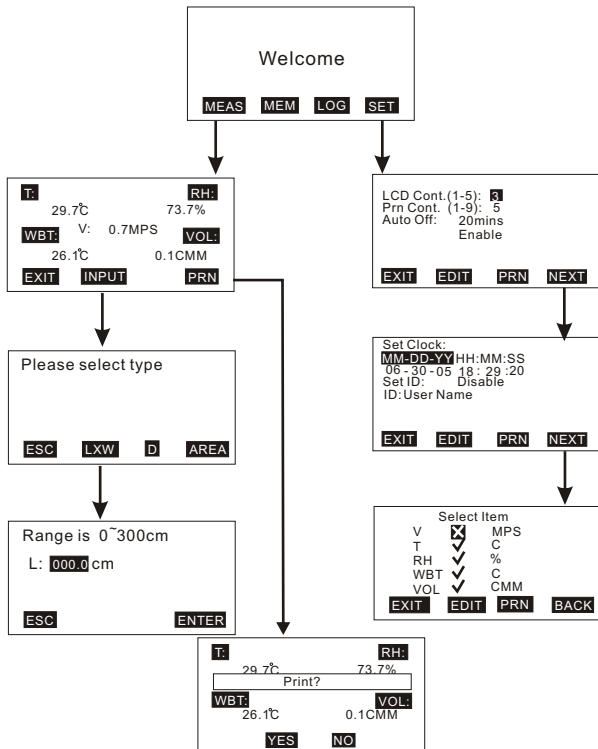 Welcome
MEAS MEM LOG SET
T: RH:
29.7℃ 73.7%
WBT: V: 0.7MPS VOL:
26.1℃ 0.1CMM
EXIT INPUT PRN
Please select type
ESC LXW D AREA
Range is 0~300cm
L: 000.0 cm
ESC ENTER
T: RH:
29.7℃ 73.7%
Print?
WBT: VOL:
26.1℃ 0.1CMM
YES NO
LCD Cont.(1-5): 3
Prn Cont. (1-9): 5
Auto Off: 20mins
Enable
EXIT EDIT PRN NEXT
Set Clock:
MM-DD-YY HH:MM:SS
06-30-05 18:29:20
Set ID: Disable
ID:User Name
EXIT EDIT PRN NEXT
Select Item
V MPS
T C
RH %
WBT C
VOL CMM
EXIT EDIT PRN BACK